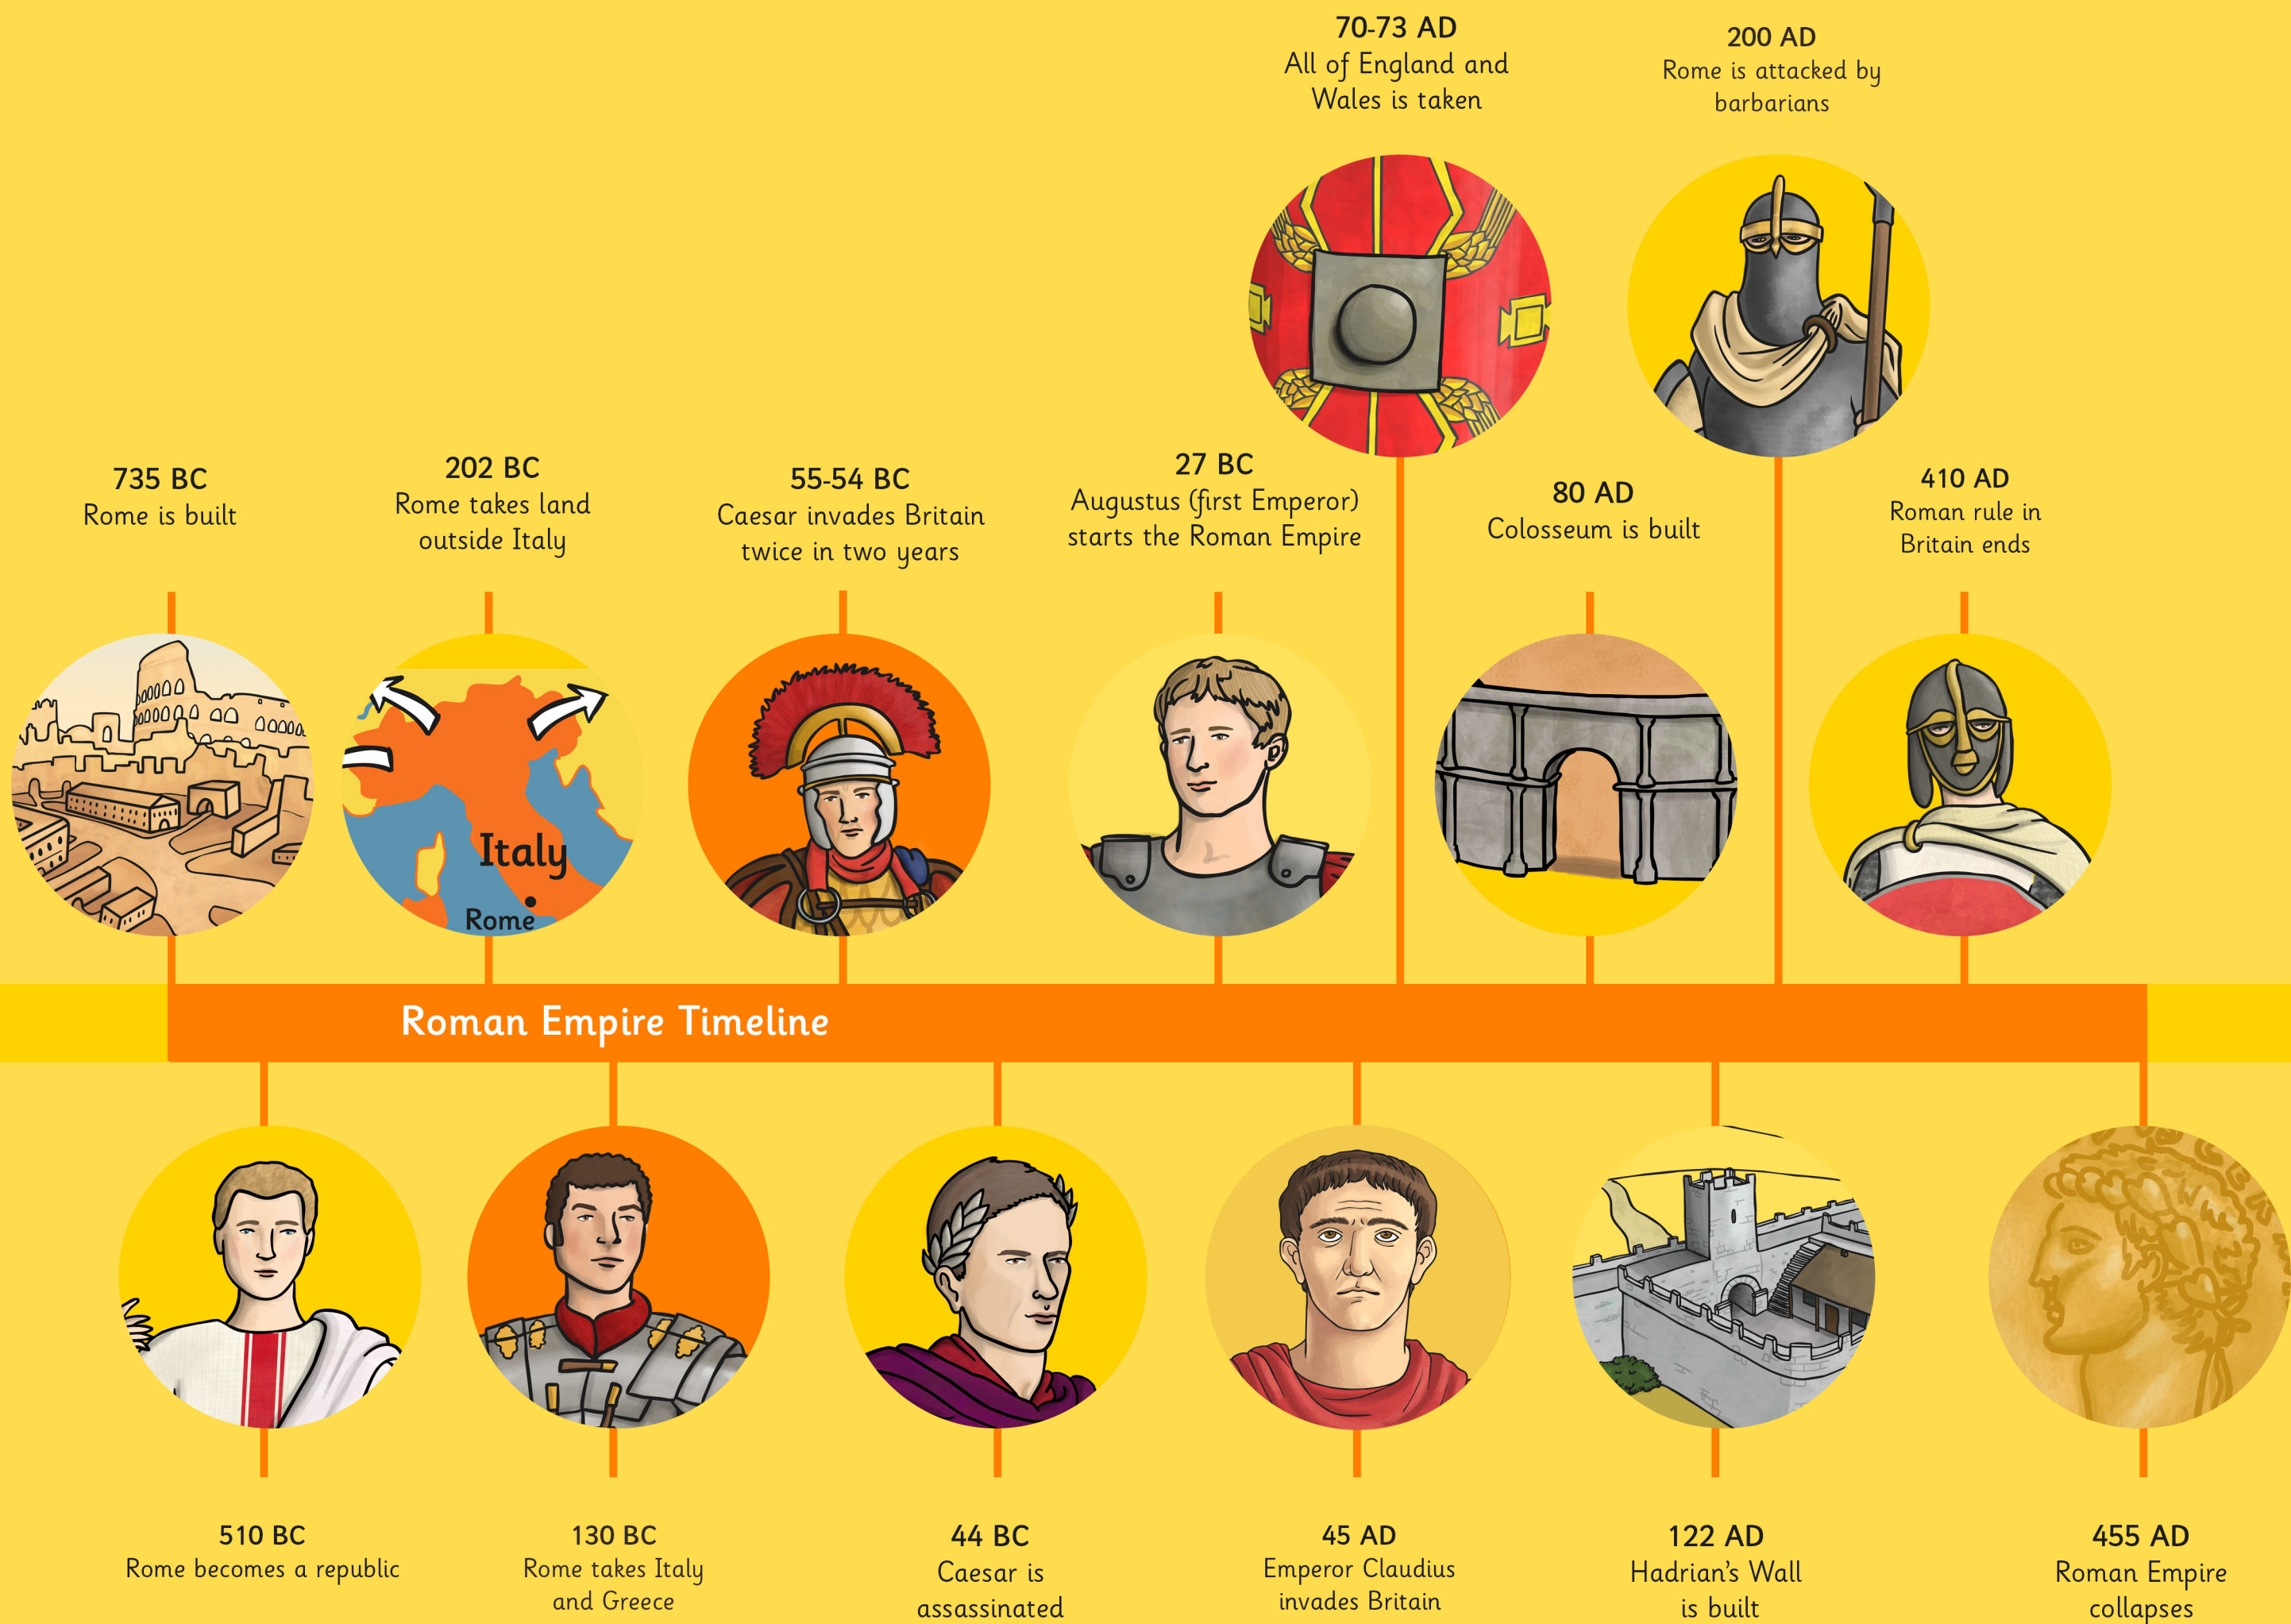 70-73 AD
All of England and
Wales is taken
200 AD
Rome is attacked by
barbarians
735 BC
Rome is built
202 BC
Rome takes land
outside Italy
55-54 BC
Caesar invades Britain
twice in two years
27 BC
Augustus (first Emperor)
starts the Roman Empire
80 AD
Colosseum is built
410 AD
Roman rule in
Britain ends
Italy
Rome
Roman Empire Timeline
510 BC
Rome becomes a republic
130 BC
Rome takes Italy
and Greece
44 BC
Caesar is
assassinated
45 AD
Emperor Claudius
invades Britain
122 AD
Hadrian's Wall
is built
455 AD
Roman Empire
collapses